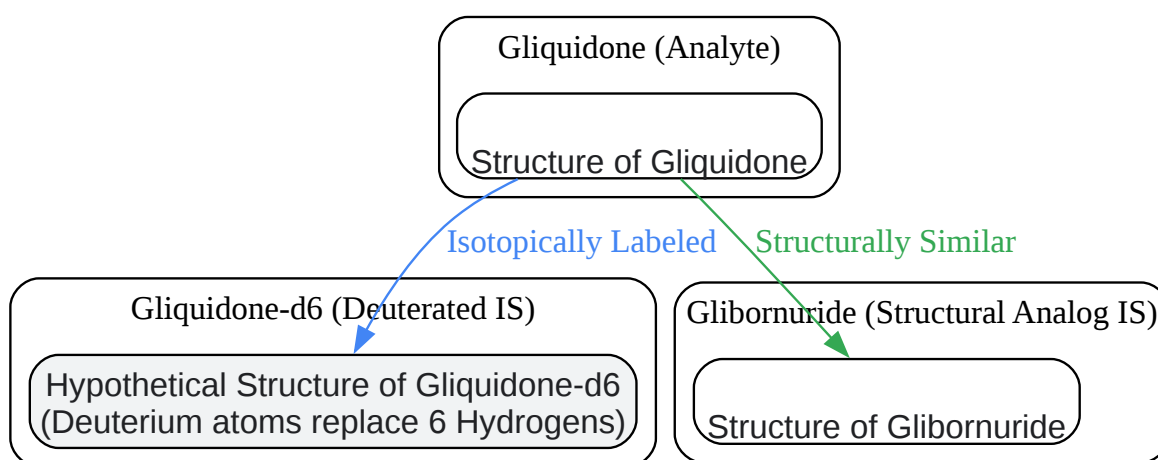 Gliquidone (Analyte)
Structure of Gliquidone
Isotopically Labeled
Structurally Similar
Gliquidone-d6 (Deuterated IS)
Glibornuride (Structural Analog IS)
Hypothetical Structure of Gliquidone-d6
(Deuterium atoms replace 6 Hydrogens)
Structure of Glibornuride